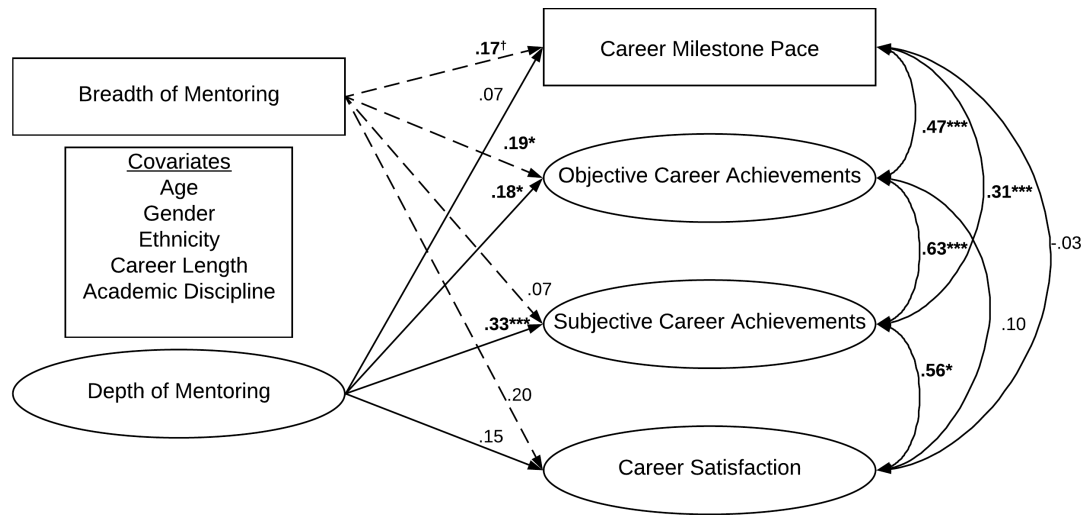 Breadth of Mentoring
Covariates
Age
Gender
Ethnicity
Career Length
Academic Discipline
Depth of Mentoring
.17†
.07
.19*
.18*
.07
.33***
.20
.15
Career Milestone Pace
Objective Career Achievements
Subjective Career Achievements
Career Satisfaction
.47***
.31***
-.03
.63***
.10
.56*